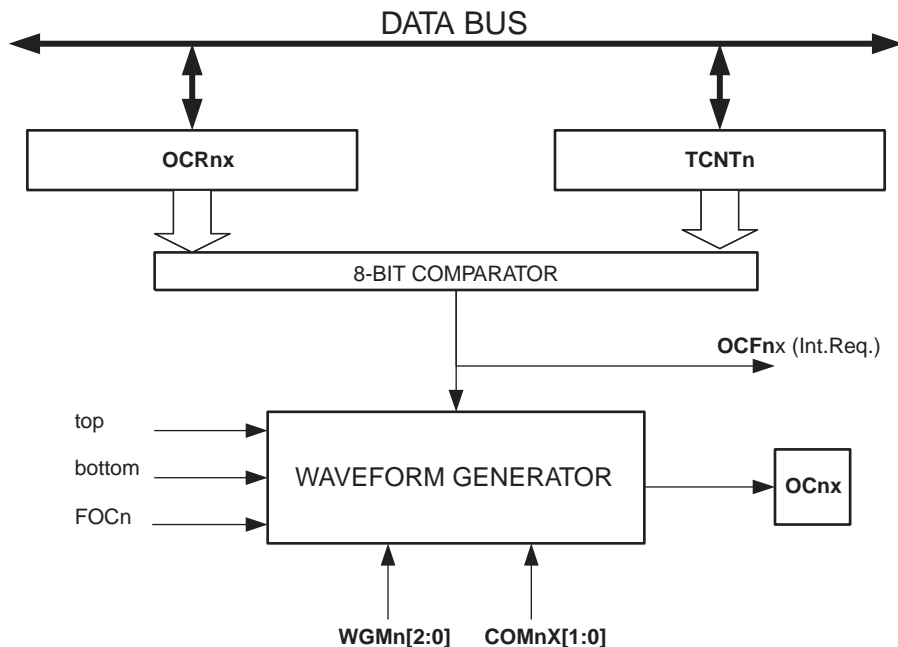 DATA BUS
OCRnx
TCNTn
8-BIT COMPARATOR
OCFnx (Int.Req.)
top
bottom
FOCn
WAVEFORM GENERATOR
OCnx
WGMn[2:0]
COMnX[1:0]